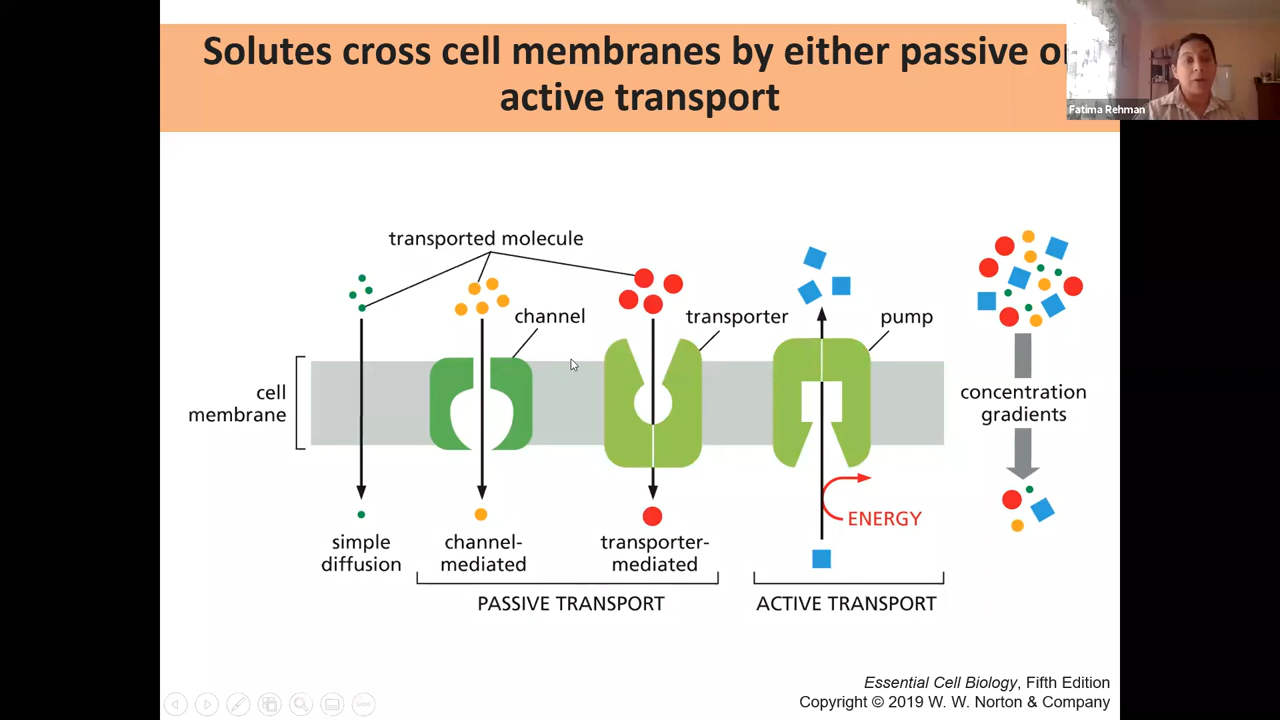 Solutes cross cell membranes by either passive o
active transport
Fatima Rehman
transported molecule
channel
transporter
pump
cell
membrane
concentration
gradients
ENERGY
simple
diffusion
channel-
mediated
transporter-
mediated
PASSIVE TRANSPORT
ACTIVE TRANSPORT
Essential Cell Biology, Fifth Edition
Copyright © 2019 W. W. Norton & Company